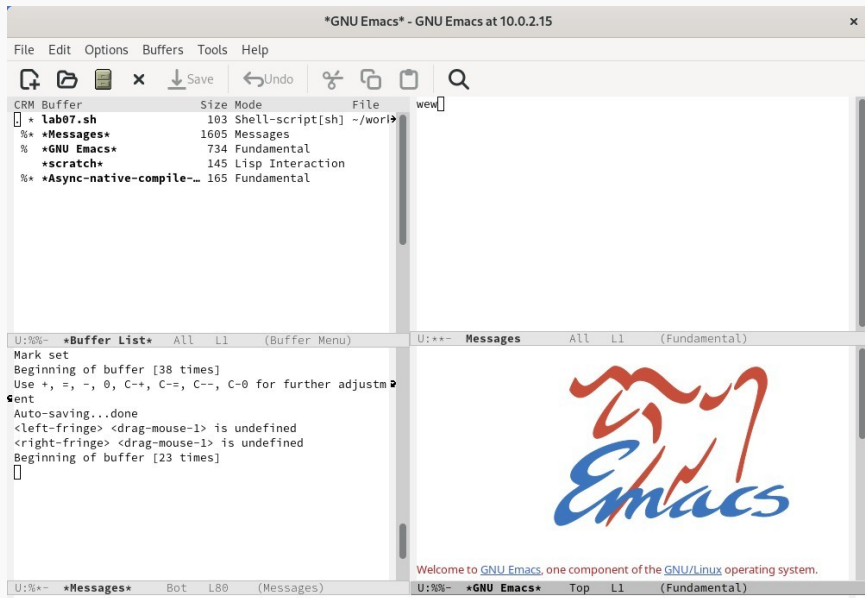 *GNU Emacs* - GNU Emacs at 10.0.2.15
File Edit Options Buffers Tools Help
Save Undo
CRM Buffer Size Mode File
. * lab07.sh 103 Shell-script[sh] ~/work
%* *Messages* 1605 Messages
% *GNU Emacs* 734 Fundamental
*scratch* 145 Lisp Interaction
%* *Async-native-compile-… 165 Fundamental
U:%%- *Buffer List* All L1 (Buffer Menu)
wew
U:**- Messages All L1 (Fundamental)
Mark set
Beginning of buffer [38 times]
Use +, =, -, 0, C-+, C-=, C--, C-0 for further adjustm
ent
Auto-saving...done
<left-fringe> <drag-mouse-1> is undefined
<right-fringe> <drag-mouse-1> is undefined
Beginning of buffer [23 times]
U:%*- *Messages* Bot L80 (Messages)
Emacs
Welcome to GNU Emacs, one component of the GNU/Linux operating system.
U:%%- *GNU Emacs* Top L1 (Fundamental)